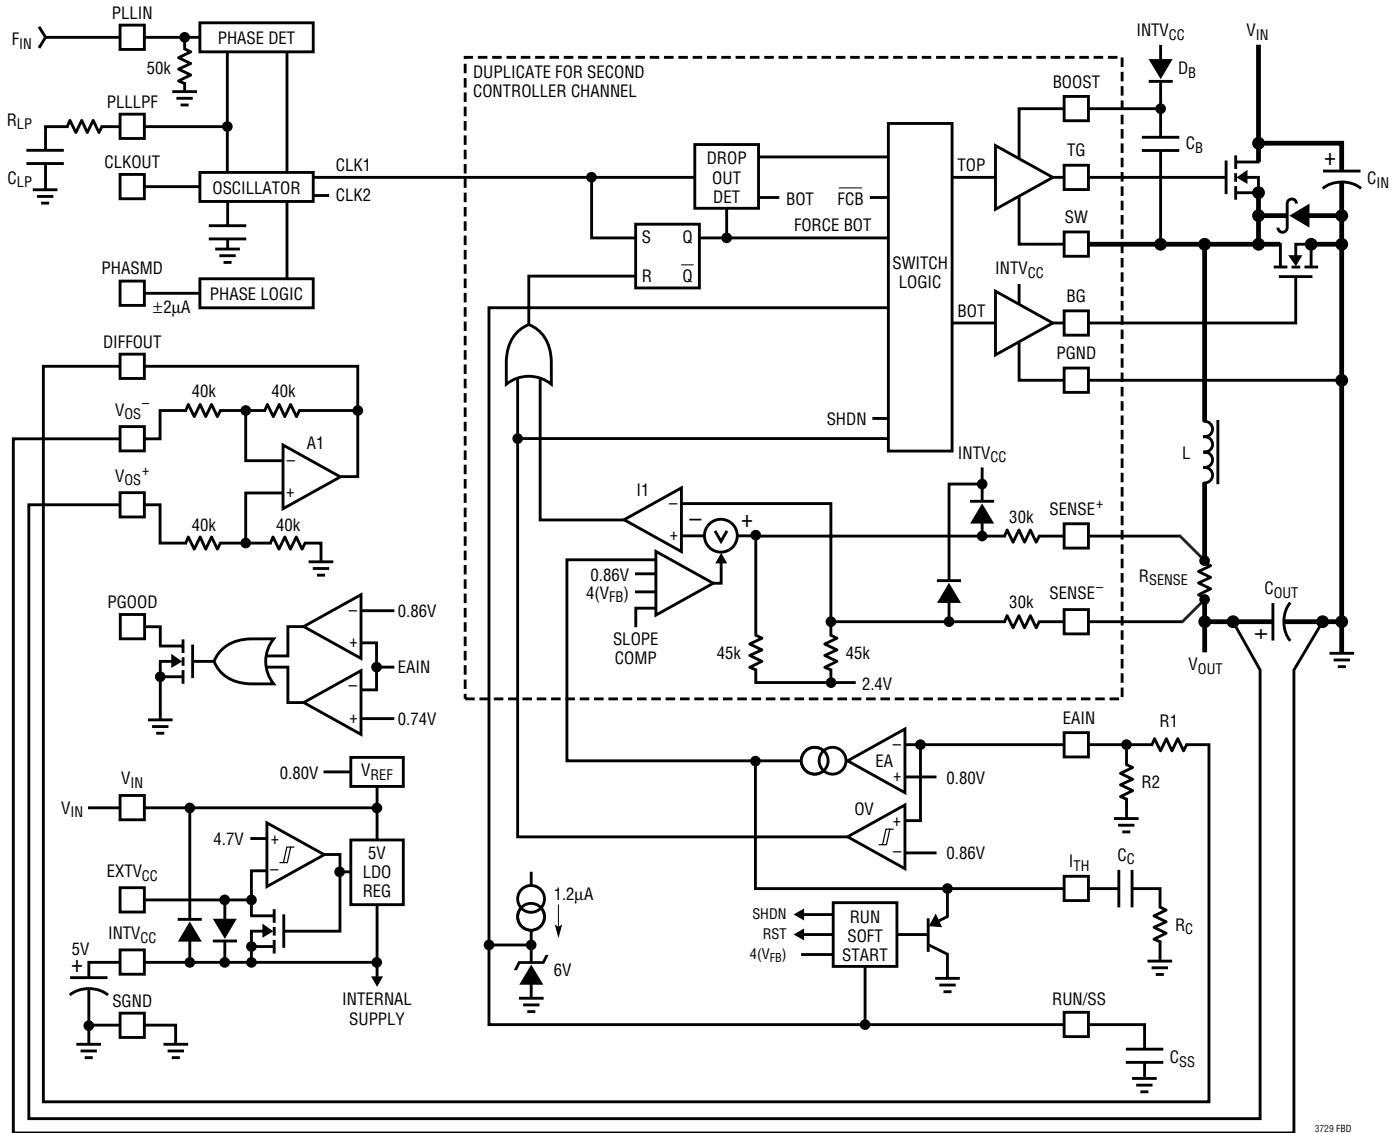 PLLIN
F_IN
PHASE DET
50k
PLLLPF
R_LP
CLKOUT
C_LP
OSCILLATOR
CLK1
CLK2
PHASMD
±2µA
PHASE LOGIC
DUPLICATE FOR SECOND
CONTROLLER CHANNEL
DROP
OUT
DET
BOT
F̅C̅B̅
FORCE BOT
S
Q
R
Q̅
SWITCH
LOGIC
TOP
BOT
SHDN
INTV_CC
V_IN
D_B
BOOST
C_B
TG
+
C_IN
SW
INTV_CC
BG
PGND
DIFFOUT
40k
40k
V_OS⁻
A1
−
+
V_OS⁺
40k
40k
L
INTV_CC
I1
−
+
−
V
+
30k
SENSE⁺
0.86V
4(V_FB)
SLOPE
COMP
45k
45k
2.4V
30k
SENSE⁻
R_SENSE
C_OUT
+
V_OUT
PGOOD
−
0.86V
+
EAIN
−
+
0.74V
EAIN
R1
R2
−
EA
+
0.80V
OV
+
−
0.86V
0.80V
V_REF
V_IN
V_IN
4.7V
+
−
5V
LDO
REG
EXTV_CC
INTV_CC
5V
+
SGND
INTERNAL
SUPPLY
1.2µA
6V
I_TH
C_C
R_C
SHDN
RST
4(V_FB)
RUN
SOFT
START
RUN/SS
C_SS
3729 FBD